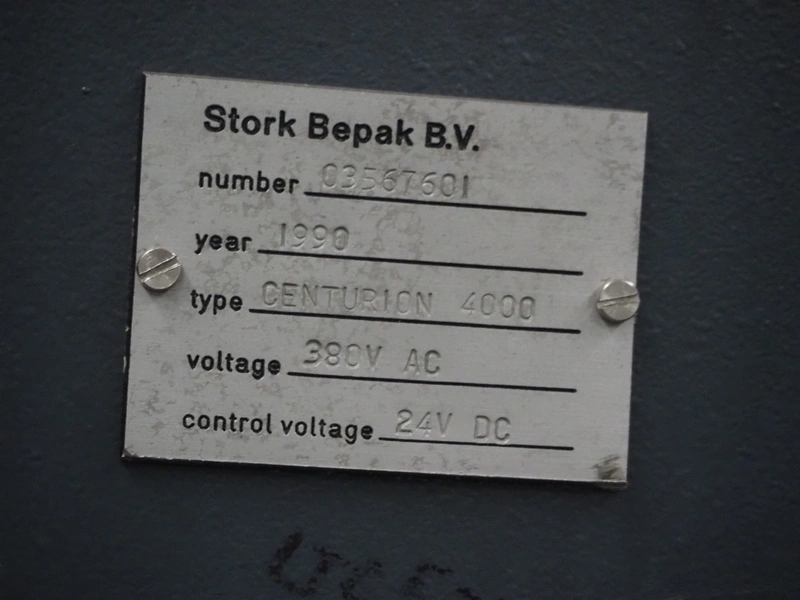 Stork Bepak B.V.
number 03567601
year 1990
type CENTURION 4000
voltage 380V AC
control voltage 24V DC